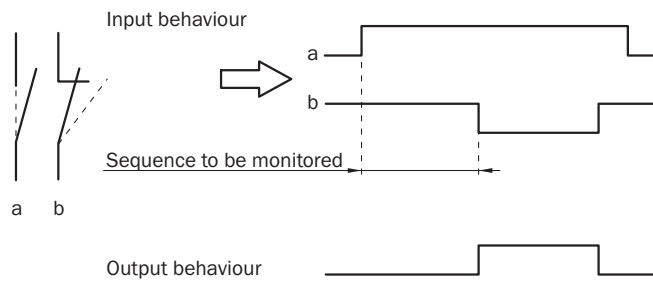 Input behaviour
a
b
Sequence to be monitored
a b
Output behaviour